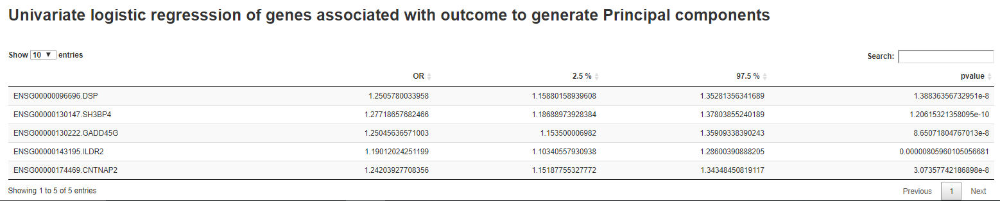 Univariate logistic regresssion of genes associated with outcome to generate Principal components
Show 10 entries Search:
OR 2.5 % 97.5 % pvalue
ENSG00000096696.DSP 1.2505780033958 1.15880158939608 1.35281356341689 1.38836356732951e-8
ENSG00000130147.SH3BP4 1.27718657682466 1.18688973928384 1.37803855240189 1.20615321358095e-10
ENSG00000130222.GADD45G 1.25045636571003 1.153500006982 1.35909338390243 8.65071804767013e-8
ENSG00000143195.ILDR2 1.19012024251199 1.10340557930938 1.28600390888205 0.00000805960105056681
ENSG00000174469.CNTNAP2 1.24203927708356 1.15187755327772 1.34348450819117 3.07357742186898e-8
Showing 1 to 5 of 5 entries Previous 1 Next